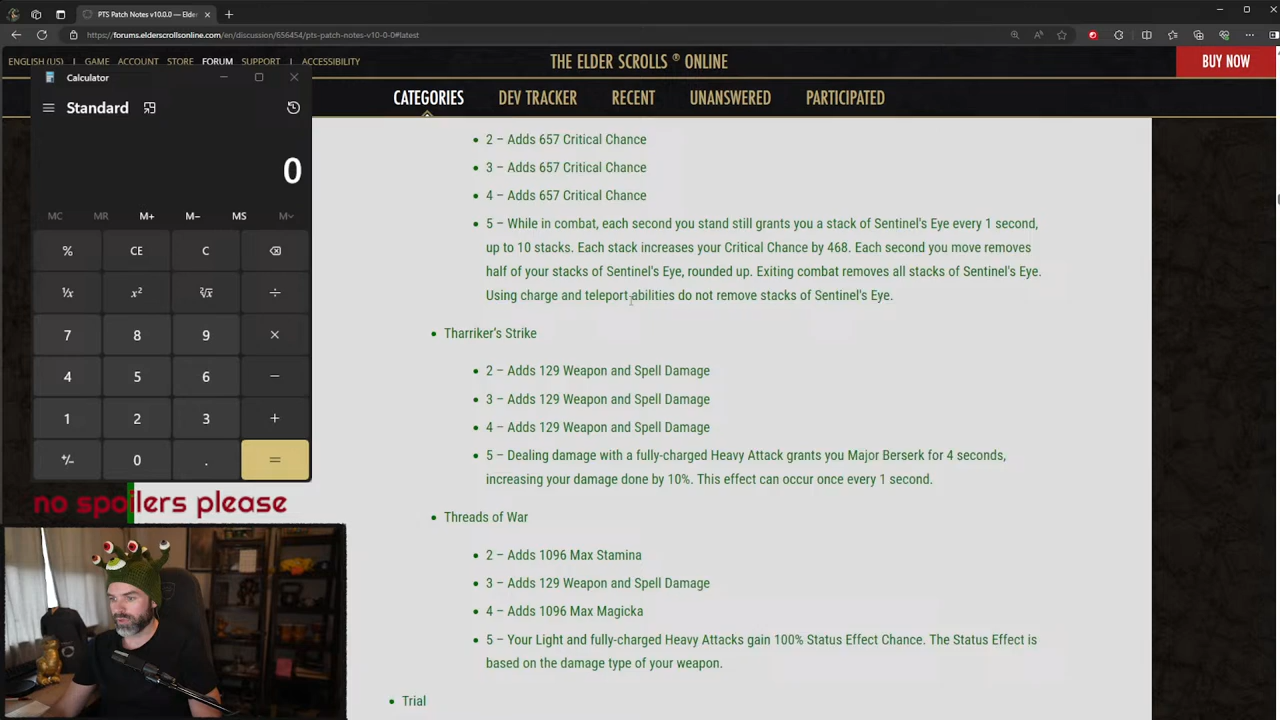 PTS Patch Notes v10.0.0 — Elder
https://forums.elderscrollsonline.com/en/discussion/656454/pts-patch-notes-v10-0-0#latest
ENGLISH (US) GAME ACCOUNT STORE FORUM SUPPORT ACCESSIBILITY
THE ELDER SCROLLS ® ONLINE
BUY NOW
CATEGORIES DEV TRACKER RECENT UNANSWERED PARTICIPATED
Calculator
Standard
0
MC MR M+ M− MS M
% CE C
⅟x x² ²√x ÷
7 8 9 ×
4 5 6 −
1 2 3 +
+/− 0 . =
no spoilers please
• 2 – Adds 657 Critical Chance
• 3 – Adds 657 Critical Chance
• 4 – Adds 657 Critical Chance
• 5 – While in combat, each second you stand still grants you a stack of Sentinel's Eye every 1 second,
up to 10 stacks. Each stack increases your Critical Chance by 468. Each second you move removes
half of your stacks of Sentinel's Eye, rounded up. Exiting combat removes all stacks of Sentinel's Eye.
Using charge and teleport abilities do not remove stacks of Sentinel's Eye.
• Tharriker's Strike
• 2 – Adds 129 Weapon and Spell Damage
• 3 – Adds 129 Weapon and Spell Damage
• 4 – Adds 129 Weapon and Spell Damage
• 5 – Dealing damage with a fully-charged Heavy Attack grants you Major Berserk for 4 seconds,
increasing your damage done by 10%. This effect can occur once every 1 second.
• Threads of War
• 2 – Adds 1096 Max Stamina
• 3 – Adds 129 Weapon and Spell Damage
• 4 – Adds 1096 Max Magicka
• 5 – Your Light and fully-charged Heavy Attacks gain 100% Status Effect Chance. The Status Effect is
based on the damage type of your weapon.
• Trial